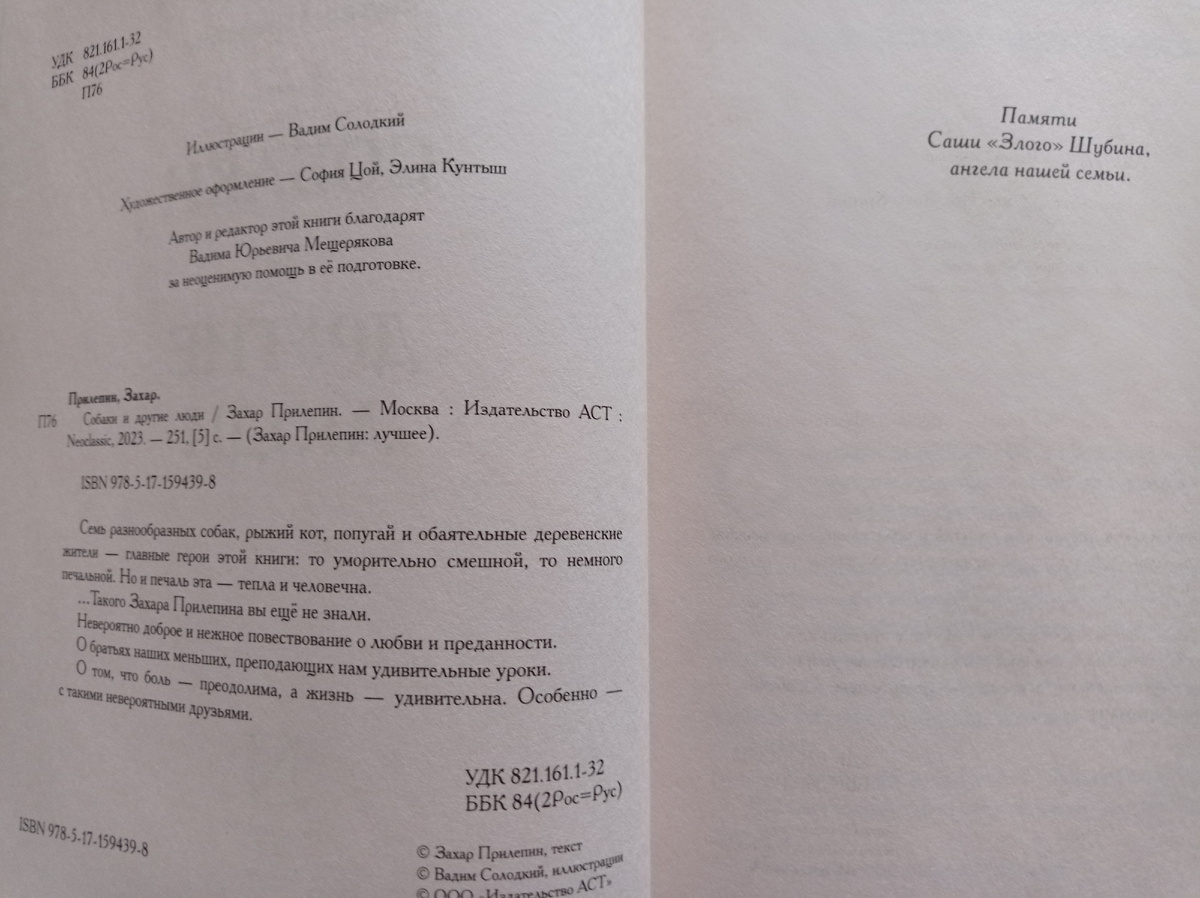 УДК 821.161.1-32
ББК 84(2Рос=Рус)
П76
Иллюстрации — Вадим Солодкий
Художественное оформление — София Цой, Элина Кунтыш
Автор и редактор этой книги благодарят
Вадима Юрьевича Мещерякова
за неоценимую помощь в её подготовке.
Прилепин, Захар.
П76 Собаки и другие люди / Захар Прилепин. — Москва : Издательство АСТ :
Neoclassic, 2023. — 251, [5] с. — (Захар Прилепин: лучшее).
ISBN 978-5-17-159439-8
Семь разнообразных собак, рыжий кот, попугай и обаятельные деревенские
жители — главные герои этой книги: то уморительно смешной, то немного
печальной. Но и печаль эта — тепла и человечна.
...Такого Захара Прилепина вы ещё не знали.
Невероятно доброе и нежное повествование о любви и преданности.
О братьях наших меньших, преподающих нам удивительные уроки.
О том, что боль — преодолима, а жизнь — удивительна. Особенно —
с такими невероятными друзьями.
УДК 821.161.1-32
ББК 84(2Рос=Рус)
ISBN 978-5-17-159439-8
© Захар Прилепин, текст
© Вадим Солодкий, иллюстрации
© ООО «Издательство АСТ»
Памяти
Саши «Злого» Шубина,
ангела нашей семьи.